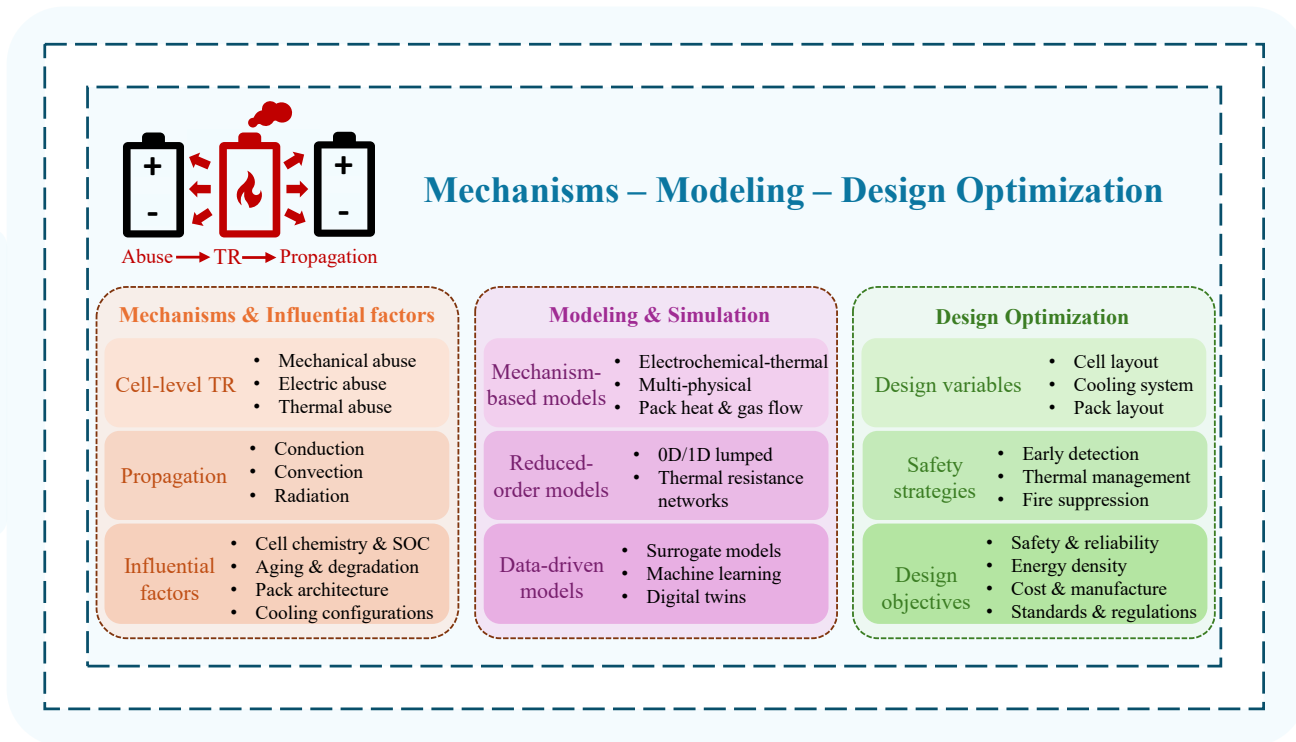 Mechanisms – Modeling – Design Optimization
+
-
+
-
Abuse TR Propagation
Mechanisms & Influential factors
Cell-level TR
• Mechanical abuse
• Electric abuse
• Thermal abuse
Propagation
• Conduction
• Convection
• Radiation
Influential
factors
• Cell chemistry & SOC
• Aging & degradation
• Pack architecture
• Cooling configurations
Modeling & Simulation
Mechanism-
based models
• Electrochemical-thermal
• Multi-physical
• Pack heat & gas flow
Reduced-
order models
• 0D/1D lumped
• Thermal resistance
networks
Data-driven
models
• Surrogate models
• Machine learning
• Digital twins
Design Optimization
Design variables
• Cell layout
• Cooling system
• Pack layout
Safety
strategies
• Early detection
• Thermal management
• Fire suppression
Design
objectives
• Safety & reliability
• Energy density
• Cost & manufacture
• Standards & regulations